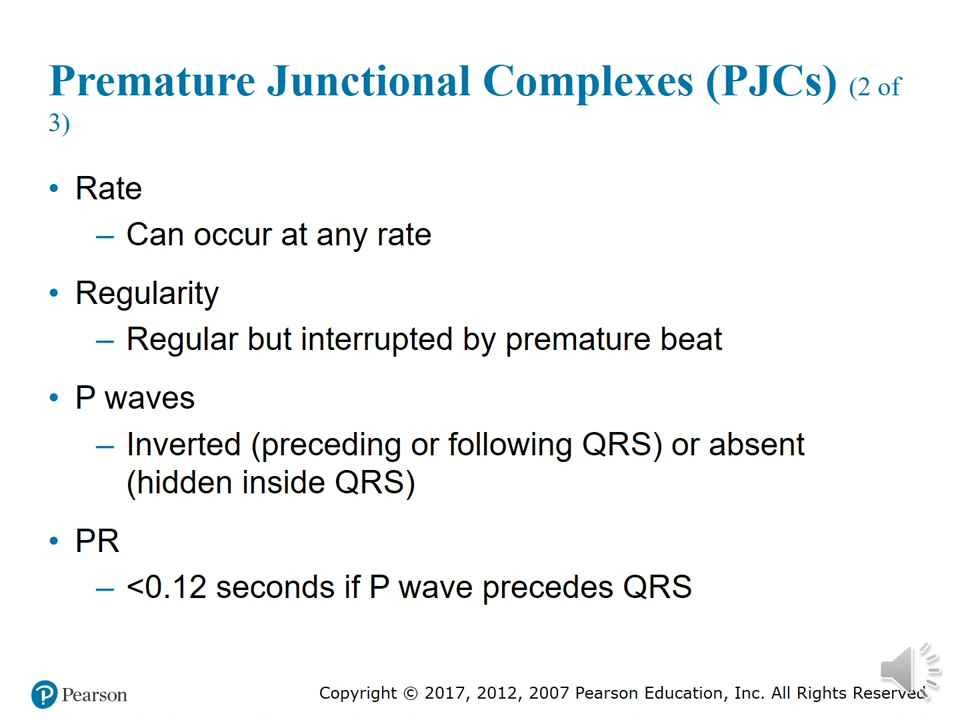 Premature Junctional Complexes (PJCs) (2 of
3)
• Rate
– Can occur at any rate
• Regularity
– Regular but interrupted by premature beat
• P waves
– Inverted (preceding or following QRS) or absent
(hidden inside QRS)
• PR
– <0.12 seconds if P wave precedes QRS
P Pearson
Copyright © 2017, 2012, 2007 Pearson Education, Inc. All Rights Reserved